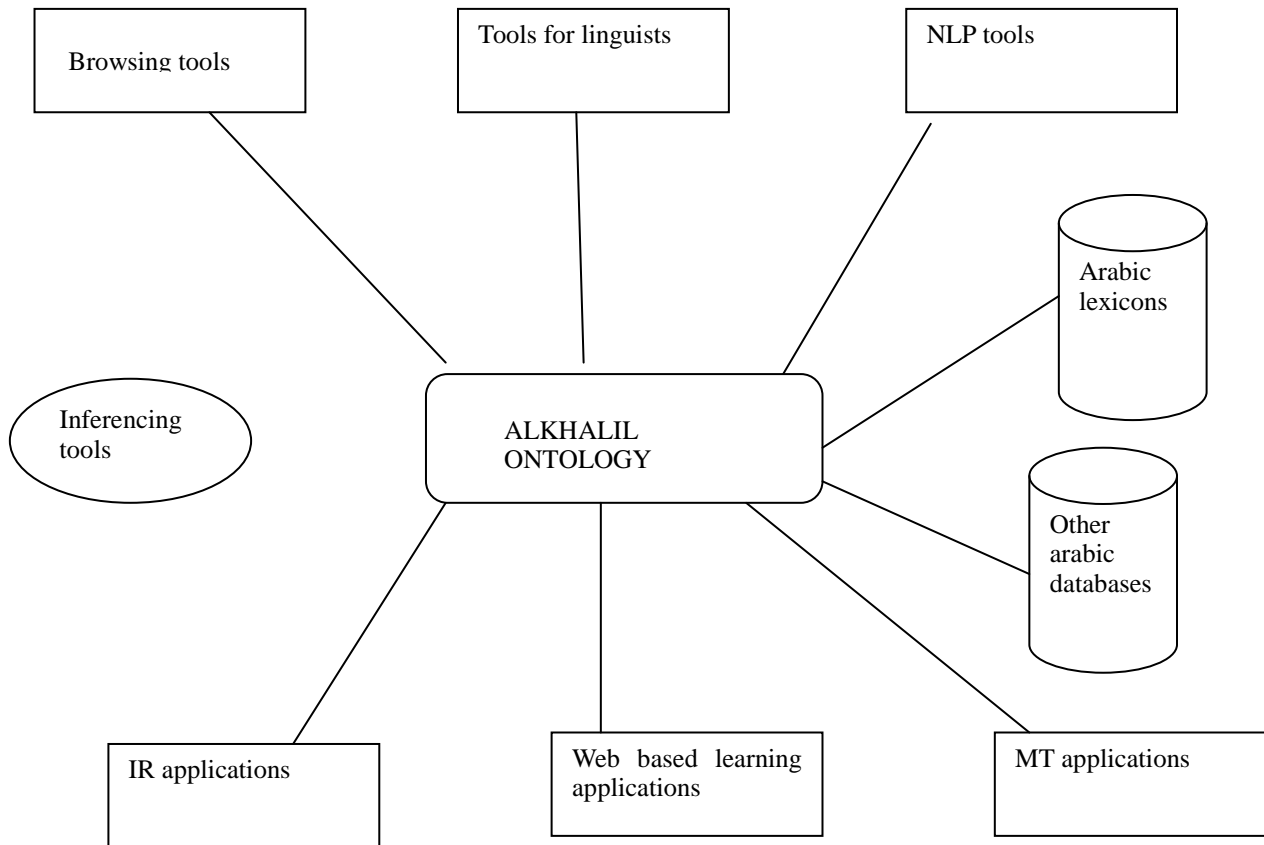 Browsing tools
Tools for linguists
NLP tools
Arabic
lexicons
Inferencing
tools
ALKHALIL
ONTOLOGY
Other
arabic
databases
IR applications
Web based learning
applications
MT applications